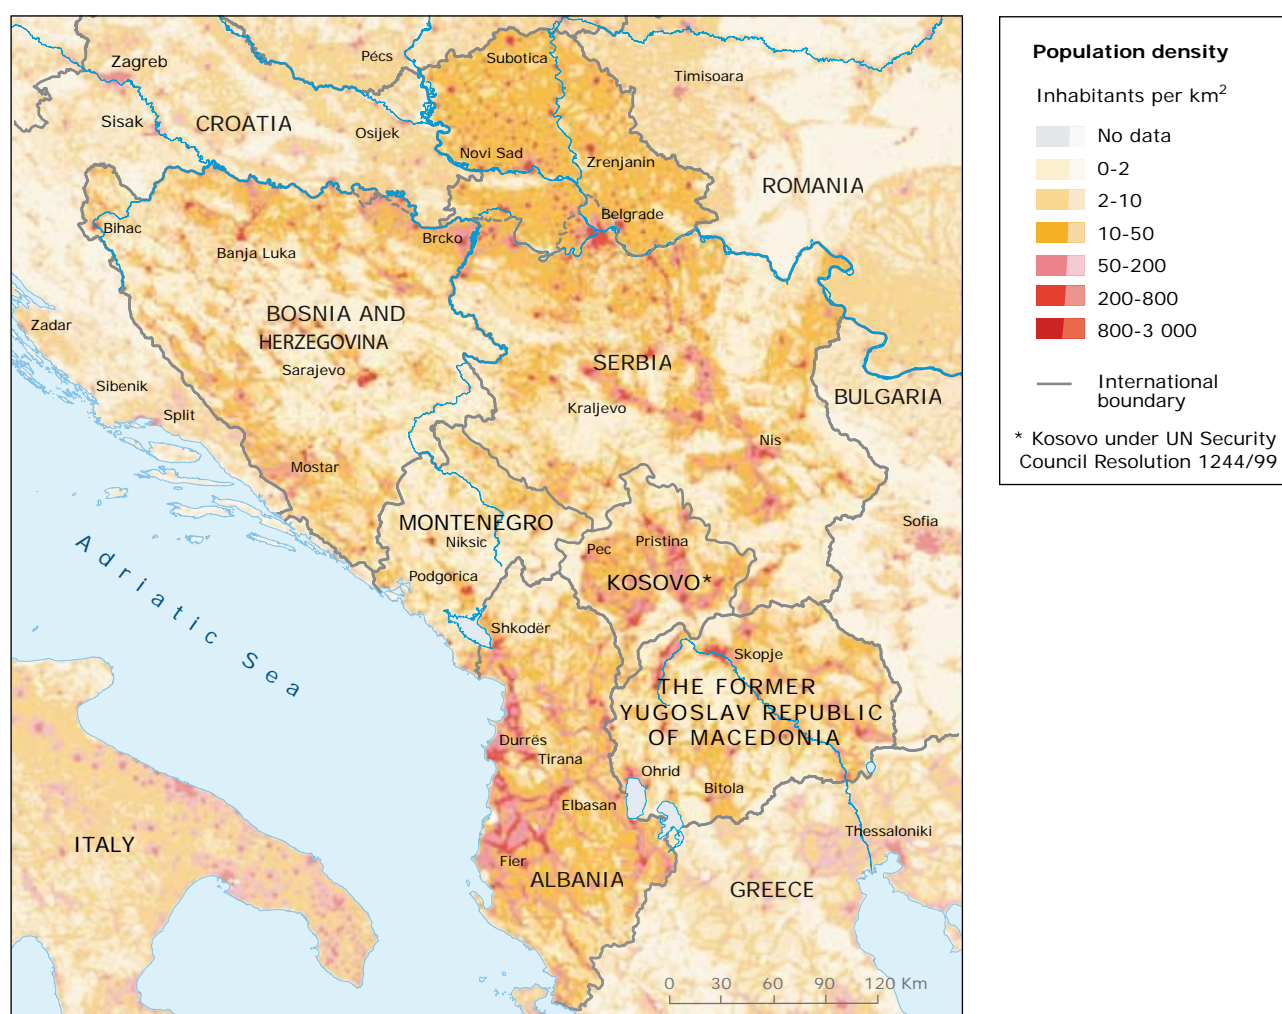 Pécs
Subotica
Zagreb
Timisoara
Sisak
CROATIA
Osijek
Novi Sad
Zrenjanin
ROMANIA
Belgrade
Bihac
Brcko
Banja Luka
BOSNIA AND
HERZEGOVINA
Zadar
Sarajevo
SERBIA
Sibenik
Split
Kraljevo
BULGARIA
Nis
Mostar
MONTENEGRO
Niksic
Sofia
Pec
Pristina
KOSOVO*
Podgorica
Adriatic Sea
Shkodër
Skopje
THE FORMER
YUGOSLAV REPUBLIC
OF MACEDONIA
Durrës
Tirana
Ohrid
Bitola
Elbasan
Thessaloniki
ITALY
Fier
ALBANIA
GREECE
0 30 60 90 120 Km
Population density
Inhabitants per km2
No data
0-2
2-10
10-50
50-200
200-800
800-3 000
International
boundary
* Kosovo under UN Security
Council Resolution 1244/99